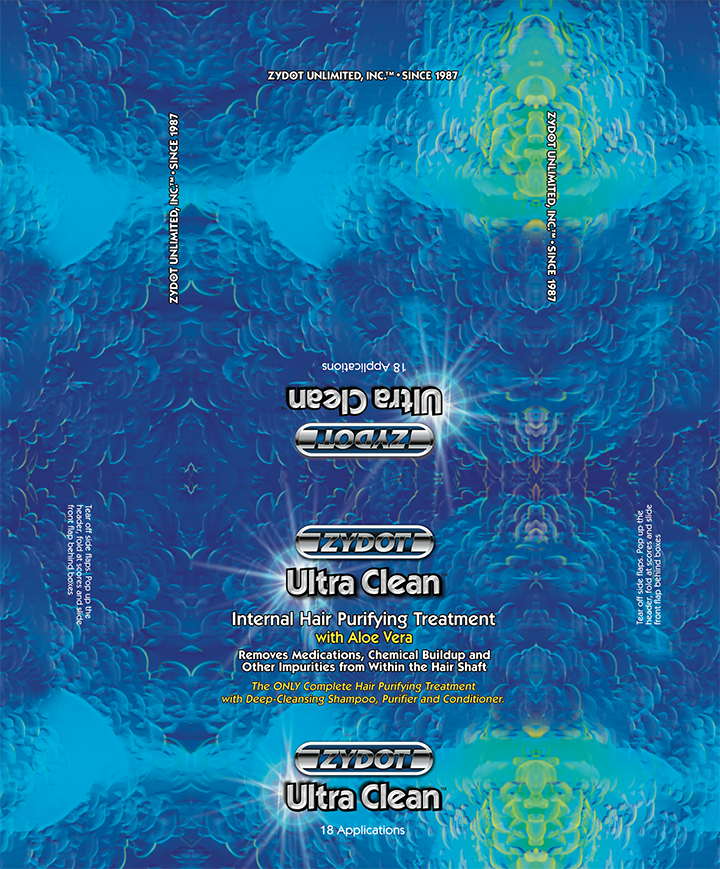 ZYDOT UNLIMITED, INC.™ • SINCE 1987
ZYDOT UNLIMITED, INC.™ • SINCE 1987
ZYDOT UNLIMITED, INC.™ • SINCE 1987
18 Applications
Ultra Clean
ZYDOT
Tear off side flaps. Pop up the
header, fold at scores and slide
front flap behind boxes
Tear off side flaps. Pop up the
header, fold at scores and slide
front flap behind boxes
ZYDOT
Ultra Clean
Internal Hair Purifying Treatment
with Aloe Vera
Removes Medications, Chemical Buildup and
Other Impurities from Within the Hair Shaft
The ONLY Complete Hair Purifying Treatment
with Deep-Cleansing Shampoo, Purifier and Conditioner.
ZYDOT
Ultra Clean™
18 Applications